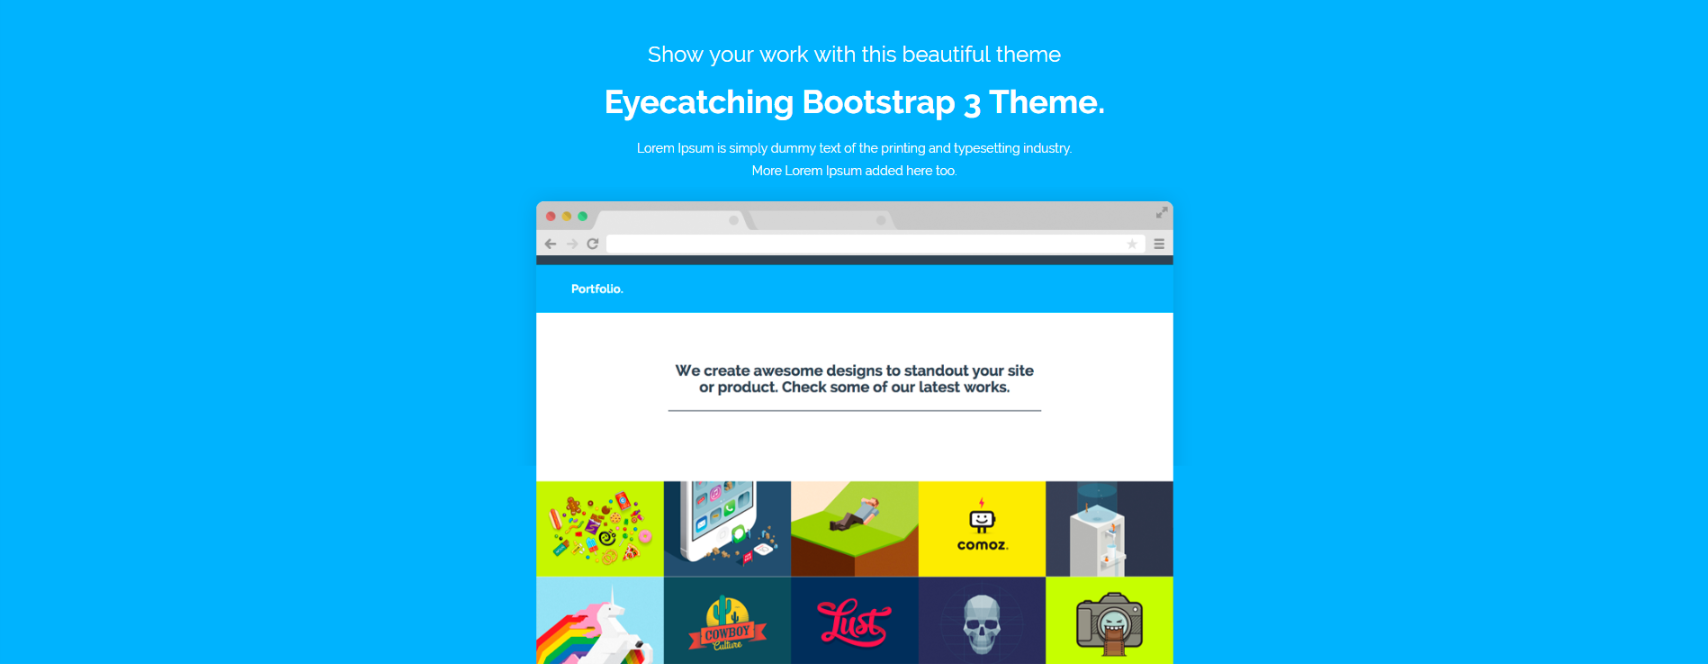 Show your work with this beautiful theme
Eyecatching Bootstrap 3 Theme.
Lorem Ipsum is simply dummy text of the printing and typesetting industry.
More Lorem Ipsum added here too.
Portfolio.
We create awesome designs to standout your site
or product. Check some of our latest works.
comoz.
COWBOY
Culture
Lust